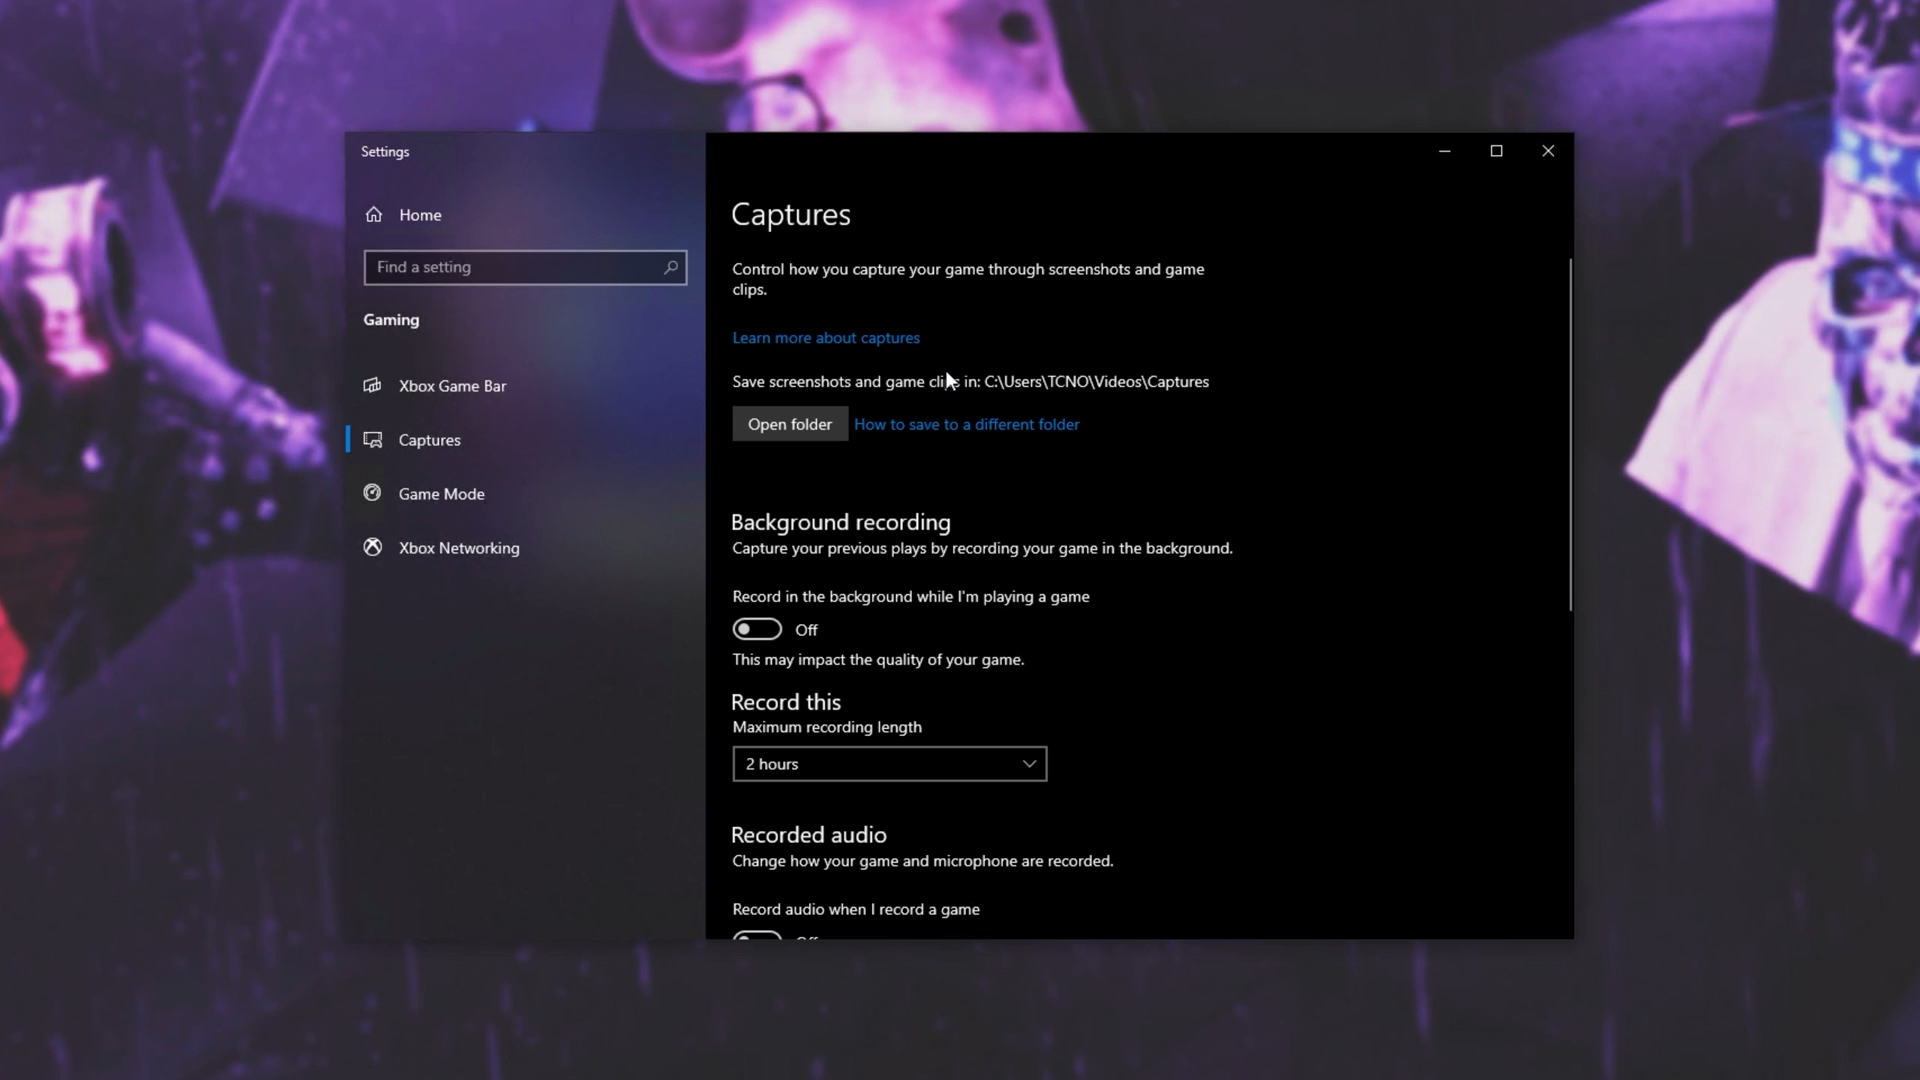 Settings
Home
Find a setting
Gaming
Xbox Game Bar
Captures
Game Mode
Xbox Networking
Captures
Control how you capture your game through screenshots and game
clips.
Learn more about captures
Save screenshots and game clips in: C:\Users\TCNO\Videos\Captures
Open folder How to save to a different folder
Background recording
Capture your previous plays by recording your game in the background.
Record in the background while I'm playing a game
Off
This may impact the quality of your game.
Record this
Maximum recording length
2 hours
Recorded audio
Change how your game and microphone are recorded.
Record audio when I record a game
Off